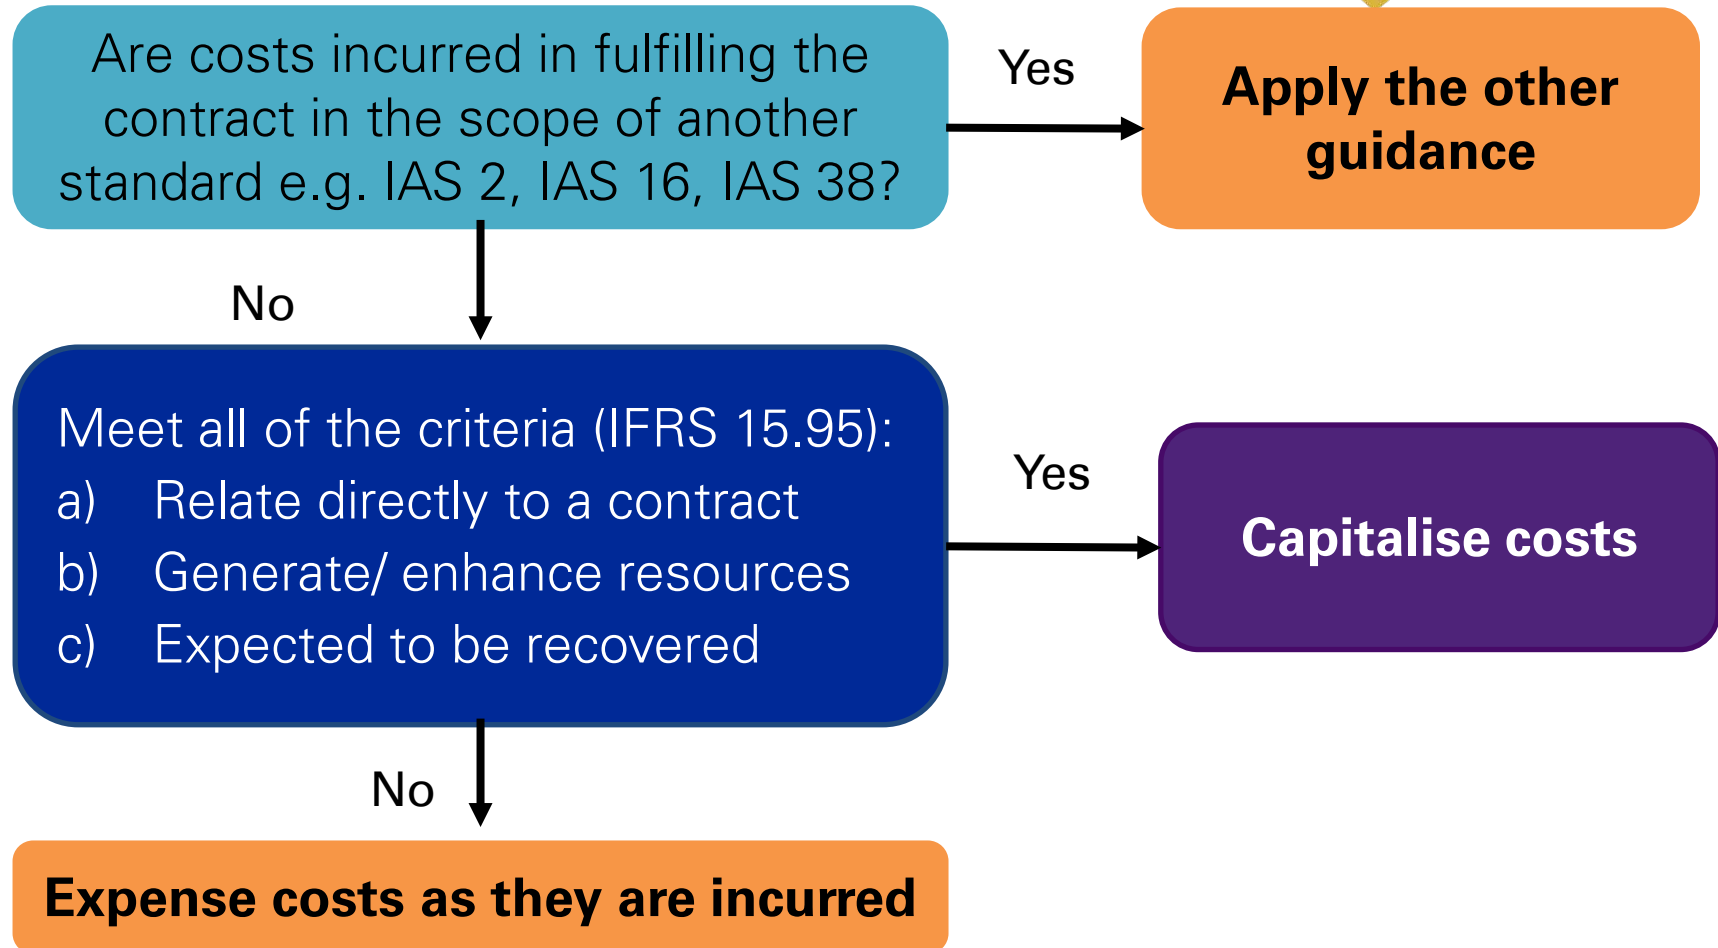 Are costs incurred in fulfilling the
contract in the scope of another
standard e.g. IAS 2, IAS 16, IAS 38?
Yes
Apply the other
guidance
No
Meet all of the criteria (IFRS 15.95):
a) Relate directly to a contract
b) Generate/ enhance resources
c) Expected to be recovered
Yes
Capitalise costs
No
Expense costs as they are incurred